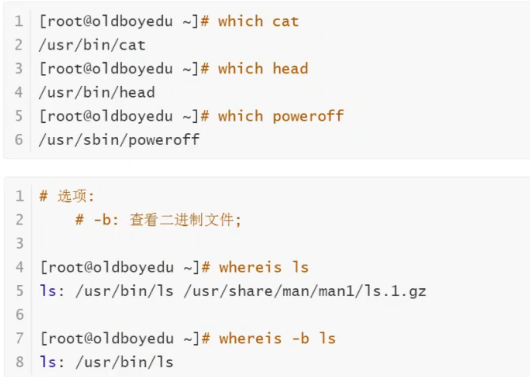 1 [root@oldboyedu ~]# which cat
2 /usr/bin/cat
3 [root@oldboyedu ~]# which head
4 /usr/bin/head
5 [root@oldboyedu ~]# which poweroff
6 /usr/sbin/poweroff
1 # 选项:
2 # -b: 查看二进制文件;
3
4 [root@oldboyedu ~]# whereis ls
5 ls: /usr/bin/ls /usr/share/man/man1/ls.1.gz
6
7 [root@oldboyedu ~]# whereis -b ls
8 ls: /usr/bin/ls